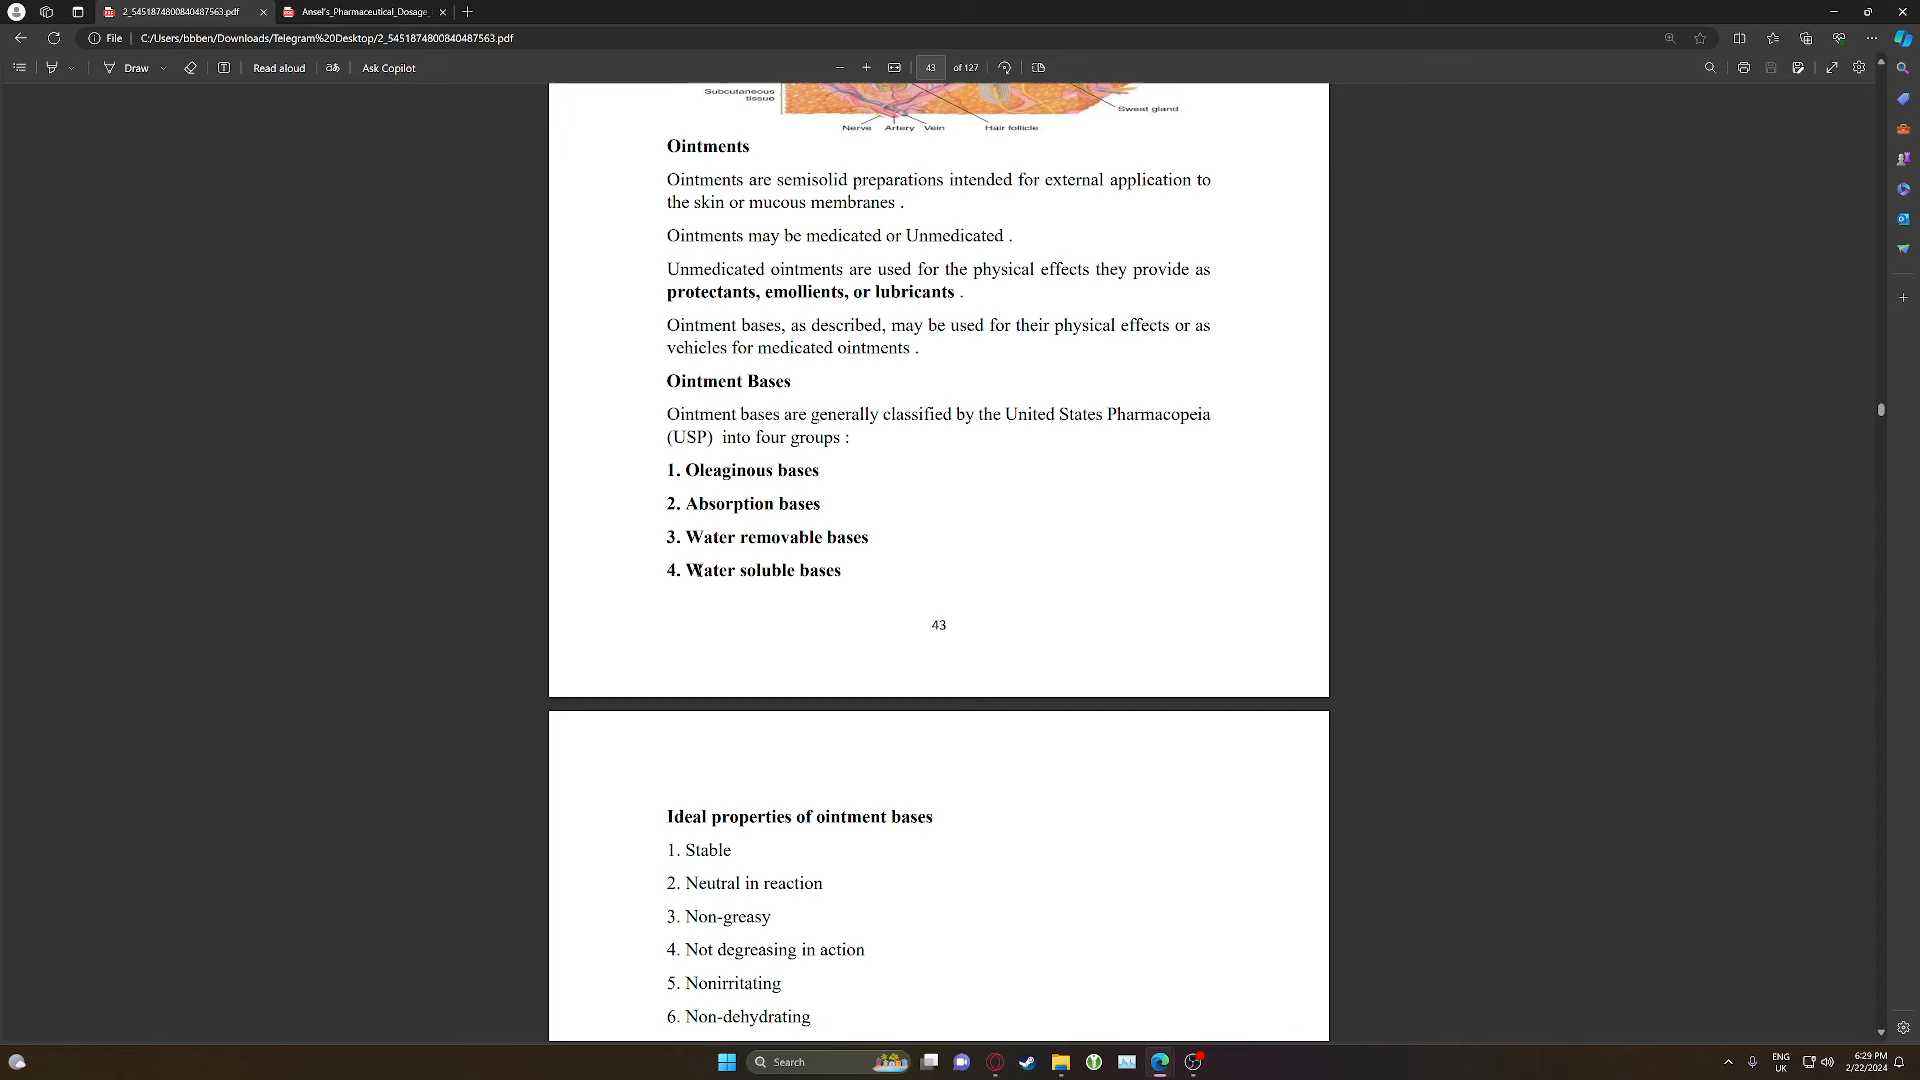 2_5451874800840487563.pdf
Ansel's_Pharmaceutical_Dosage_
File C:/Users/bbben/Downloads/Telegram%20Desktop/2_5451874800840487563.pdf
Draw Read aloud aあ Ask Copilot 43 of 127
Subcutaneous
tissue
Sweat gland
Nerve Artery Vein Hair follicle
Ointments
Ointments are semisolid preparations intended for external application to
the skin or mucous membranes .
Ointments may be medicated or Unmedicated .
Unmedicated ointments are used for the physical effects they provide as
protectants, emollients, or lubricants .
Ointment bases, as described, may be used for their physical effects or as
vehicles for medicated ointments .
Ointment Bases
Ointment bases are generally classified by the United States Pharmacopeia
(USP) into four groups :
1. Oleaginous bases
2. Absorption bases
3. Water removable bases
4. Water soluble bases
43
Ideal properties of ointment bases
1. Stable
2. Neutral in reaction
3. Non-greasy
4. Not degreasing in action
5. Nonirritating
6. Non-dehydrating
Search
ENG
UK
6:29 PM
2/22/2024